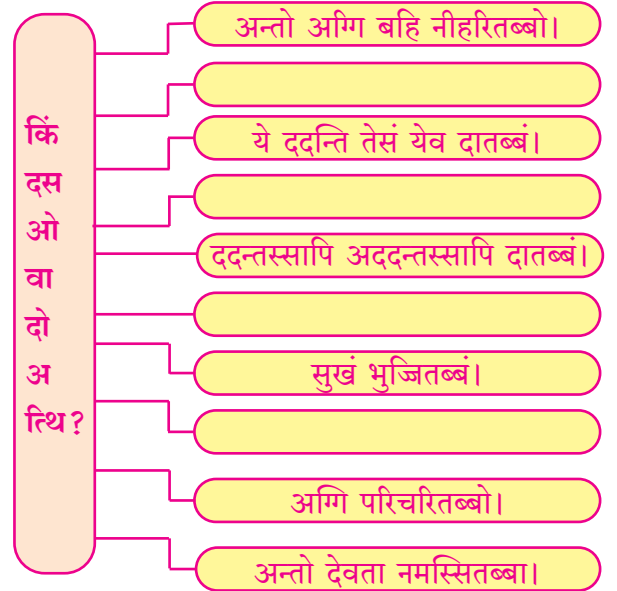 किं
दस
ओ
वा
दो
अ
त्थि?
अन्तो अग्गि बहि नीहरितब्बो।
ये ददन्ति तेसं येव दातब्बं।
ददन्तस्सापि अददन्तस्सापि दातब्बं।
सुखं भुञ्जितब्बं।
अग्गि परिचरितब्बो।
अन्तो देवता नमस्सितब्बा।